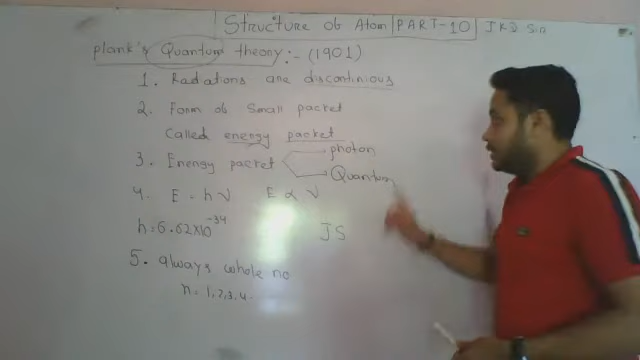 Structure of Atom PART-10 JKD Sir
plank's Quantum theory:- (1901)
1. Radations are discontinious
2. Form of Small packet
Called energy packet
3. Energy packet photon
Quantum
4. E = hν E ∝ ν
h = 6.62×10⁻³⁴ JS
5. always whole no
n = 1,2,3,4-